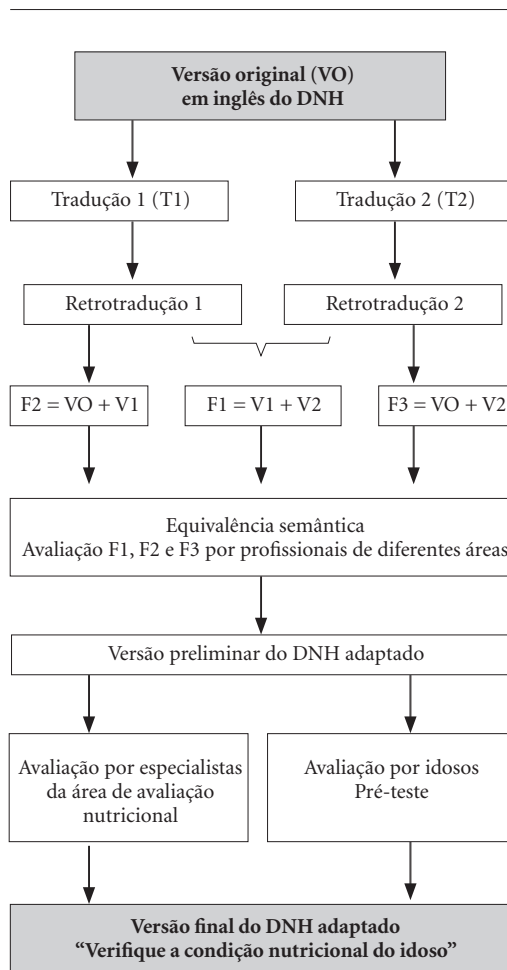 Versão original (VO)
em inglês do DNH
Tradução 1 (T1)
Tradução 2 (T2)
Retrotradução 1
Retrotradução 2
F2 = VO + V1
F1 = V1 + V2
F3 = VO + V2
Equivalência semântica
Avaliação F1, F2 e F3 por profissionais de diferentes áreas
Versão preliminar do DNH adaptado
Avaliação por especialistas
da área de avaliação
nutricional
Avaliação por idosos
Pré-teste
Versão final do DNH adaptado
“Verifique a condição nutricional do idoso”